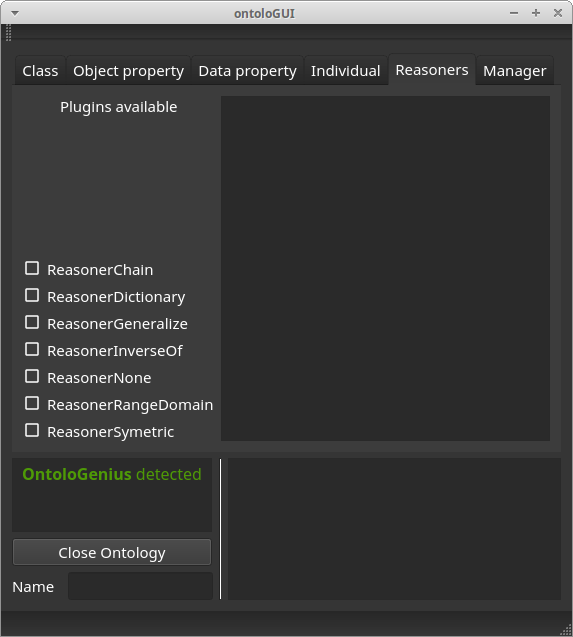 ontoloGUI
Class Object property Data property Individual Reasoners Manager
Plugins available
ReasonerChain
ReasonerDictionary
ReasonerGeneralize
ReasonerInverseOf
ReasonerNone
ReasonerRangeDomain
ReasonerSymetric
OntoloGenius detected
Close Ontology
Name